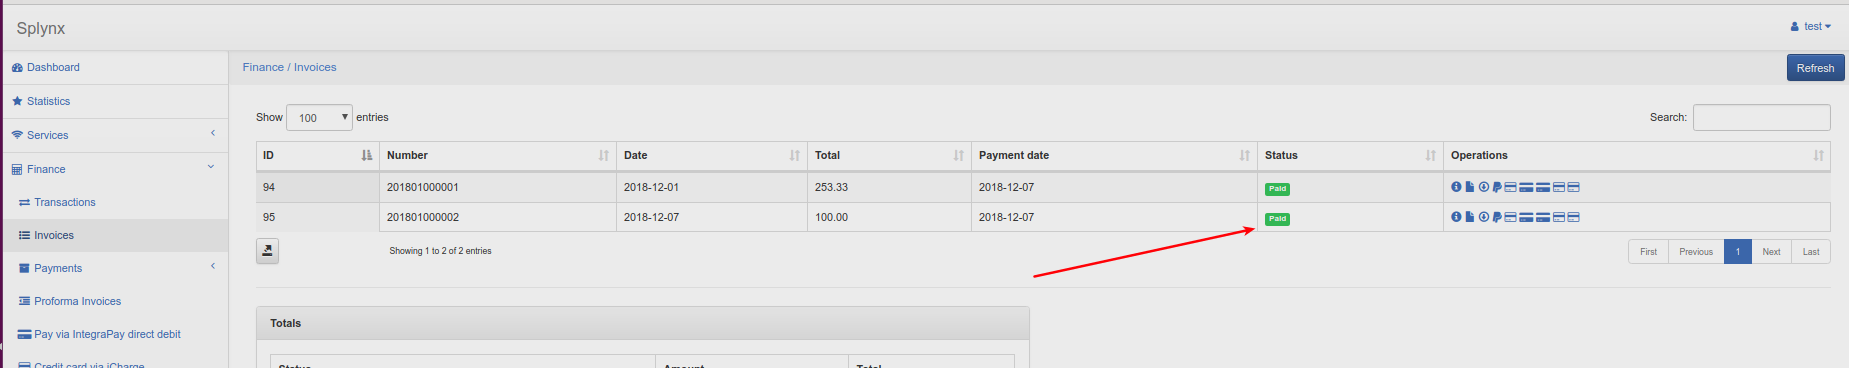 Splynx
test
Dashboard
Finance / Invoices
Refresh
Statistics
Services
Finance
Transactions
Invoices
Payments
Proforma Invoices
Pay via IntegraPay direct debit
Credit card via iCharge
Show 100 entries
Search:
ID Number Date Total Payment date Status Operations
94 201801000001 2018-12-01 253.33 2018-12-07 Paid
95 201801000002 2018-12-07 100.00 2018-12-07 Paid
Showing 1 to 2 of 2 entries
First Previous 1 Next Last
Totals
Status Amount Total